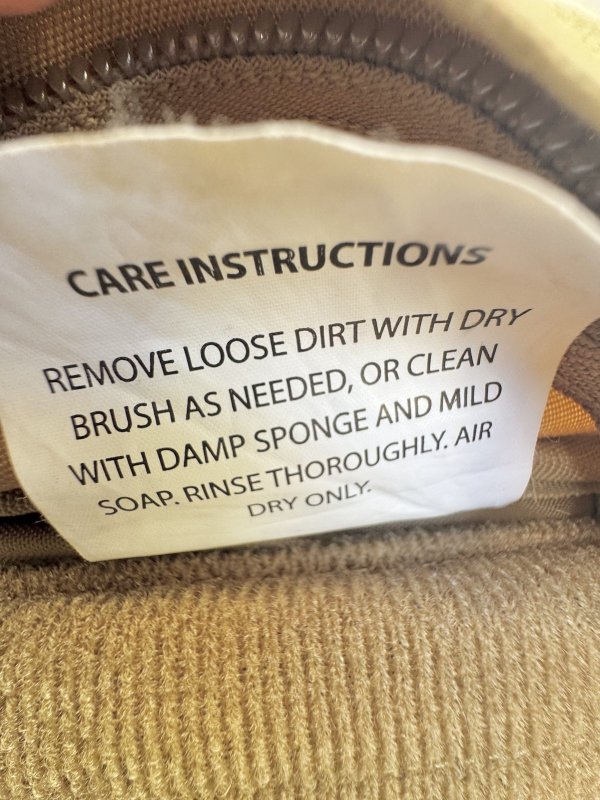 CARE INSTRUCTIONS
REMOVE LOOSE DIRT WITH DRY
BRUSH AS NEEDED, OR CLEAN
WITH DAMP SPONGE AND MILD
SOAP. RINSE THOROUGHLY. AIR
DRY ONLY.